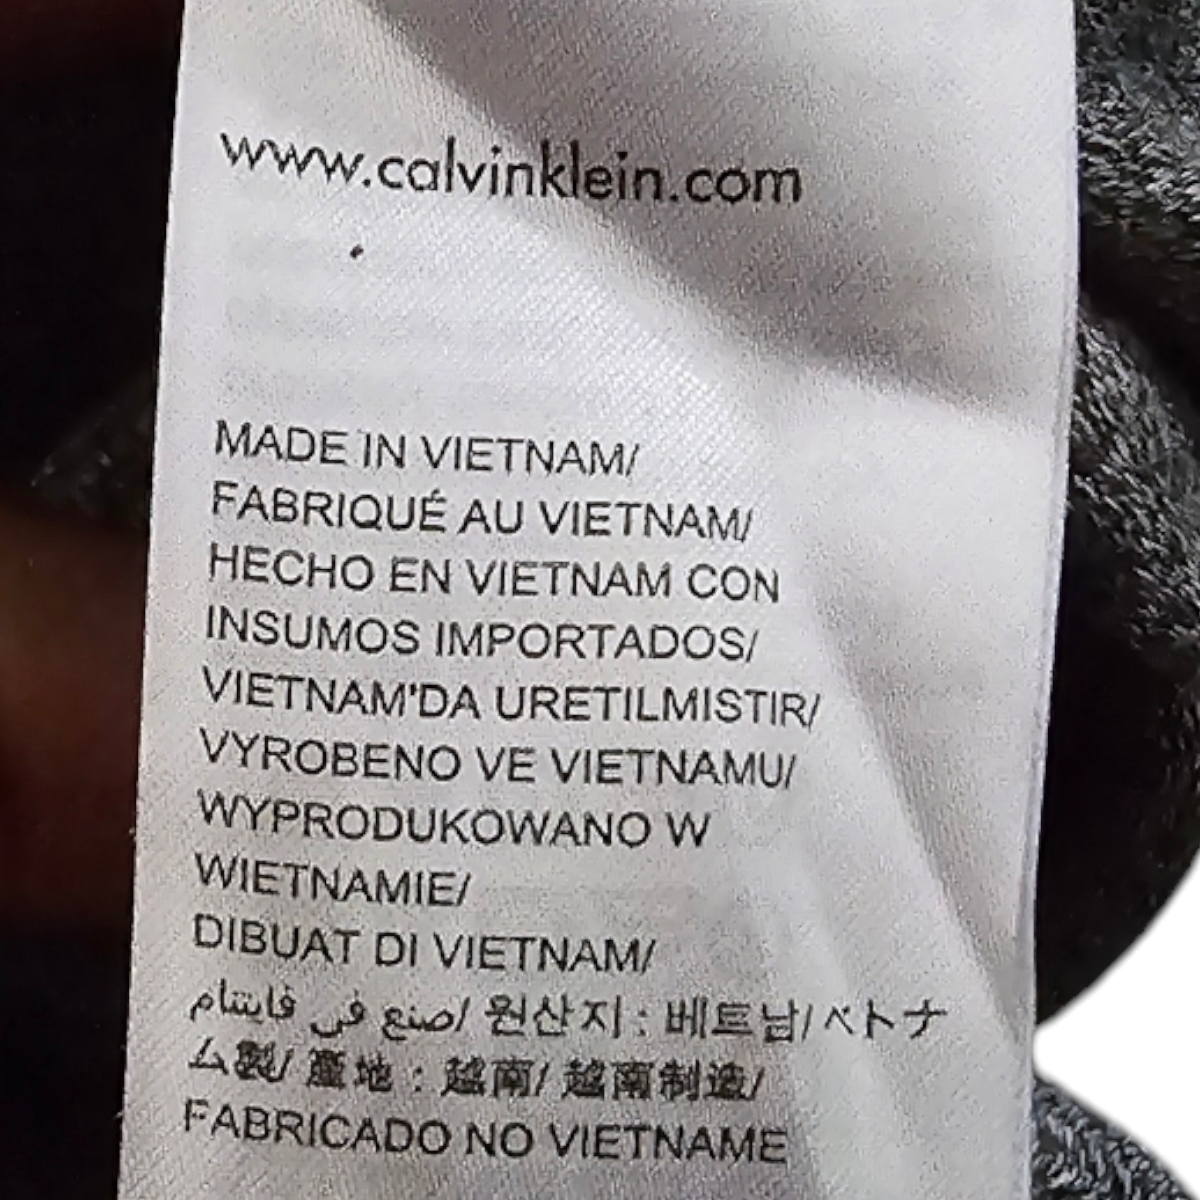 www.calvinklein.com
MADE IN VIETNAM/
FABRIQUÉ AU VIETNAM/
HECHO EN VIETNAM CON
INSUMOS IMPORTADOS/
VIETNAM'DA URETILMISTIR/
VYROBENO VE VIETNAMU/
WYPRODUKOWANO W
WIETNAMIE/
DIBUAT DI VIETNAM/
صنع في فايتنام/ 원산지 : 베트남/ベトナ
ム製/ 產地 : 越南/ 越南制造/
FABRICADO NO VIETNAME